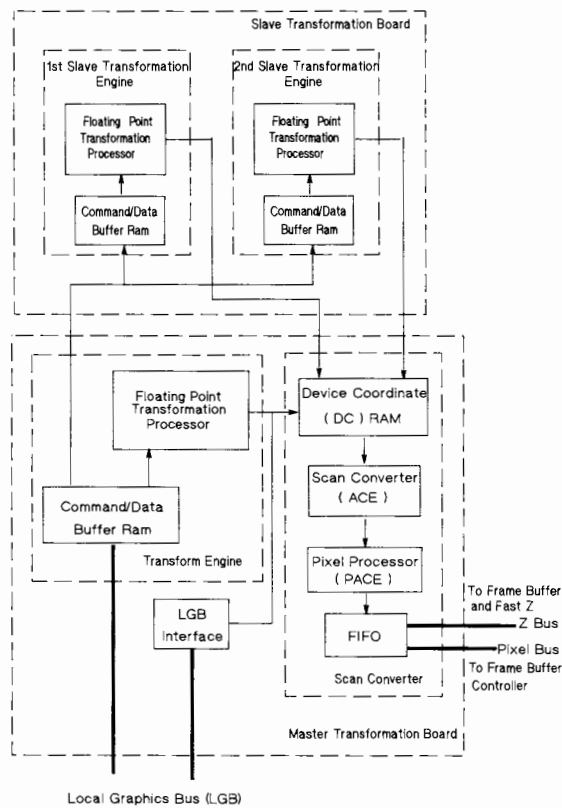 Slave Transformation Board
1st Slave Transformation
Engine
2nd Slave Transformation
Engine
Floating Point
Transformation
Processor
Floating Point
Transformation
Processor
Command/Data
Buffer Ram
Command/Data
Buffer Ram
Floating Point
Transformation
Processor
Device Coordinate
( DC ) RAM
Command/Data
Buffer Ram
Scan Converter
( ACE )
Transform Engine
Pixel Processor
( PACE )
LGB
Interface
FIFO
To Frame Buffer
and Fast Z
Z Bus
Pixel Bus
To Frame Buffer
Controller
Scan Converter
Master Transformation Board
Local Graphics Bus (LGB)